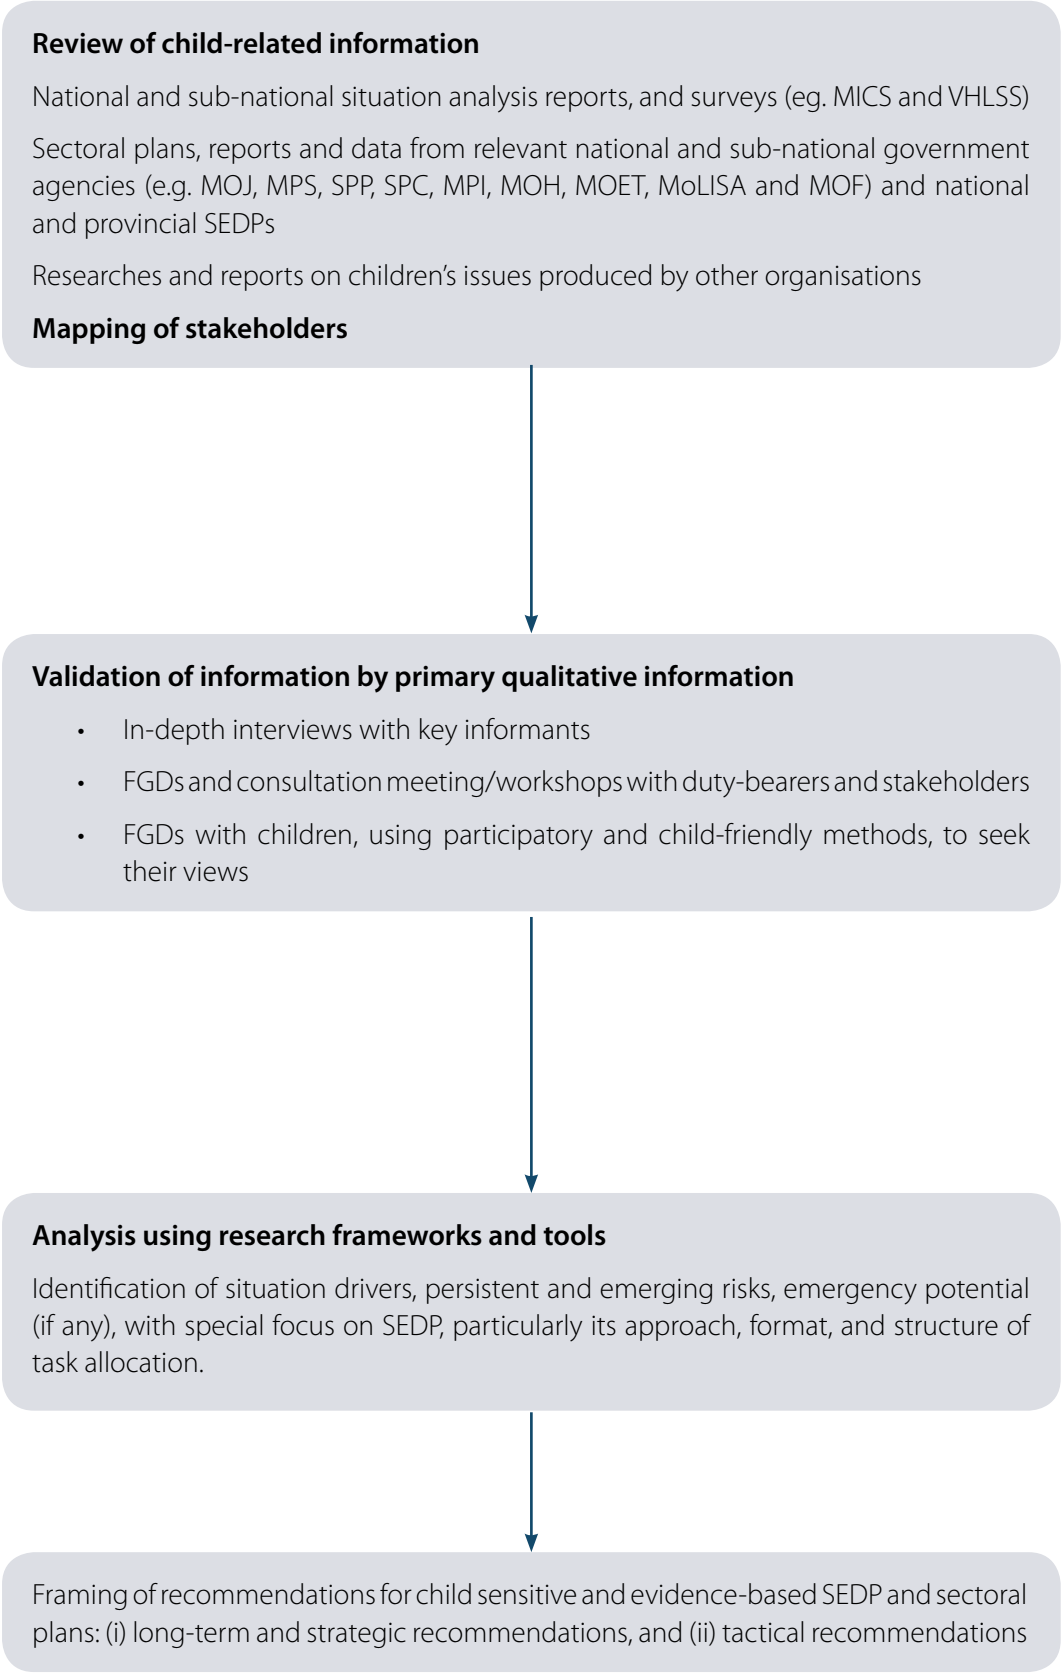 Review of child-related information
National and sub-national situation analysis reports, and surveys (eg. MICS and VHLSS)
Sectoral plans, reports and data from relevant national and sub-national government
agencies (e.g. MOJ, MPS, SPP, SPC, MPI, MOH, MOET, MoLISA and MOF) and national
and provincial SEDPs
Researches and reports on children’s issues produced by other organisations
Mapping of stakeholders
Validation of information by primary qualitative information
• In-depth interviews with key informants
• FGDs and consultation meeting/workshops with duty-bearers and stakeholders
• FGDs with children, using participatory and child-friendly methods, to seek
their views
Analysis using research frameworks and tools
Identification of situation drivers, persistent and emerging risks, emergency potential
(if any), with special focus on SEDP, particularly its approach, format, and structure of
task allocation.
Framing of recommendations for child sensitive and evidence-based SEDP and sectoral
plans: (i) long-term and strategic recommendations, and (ii) tactical recommendations